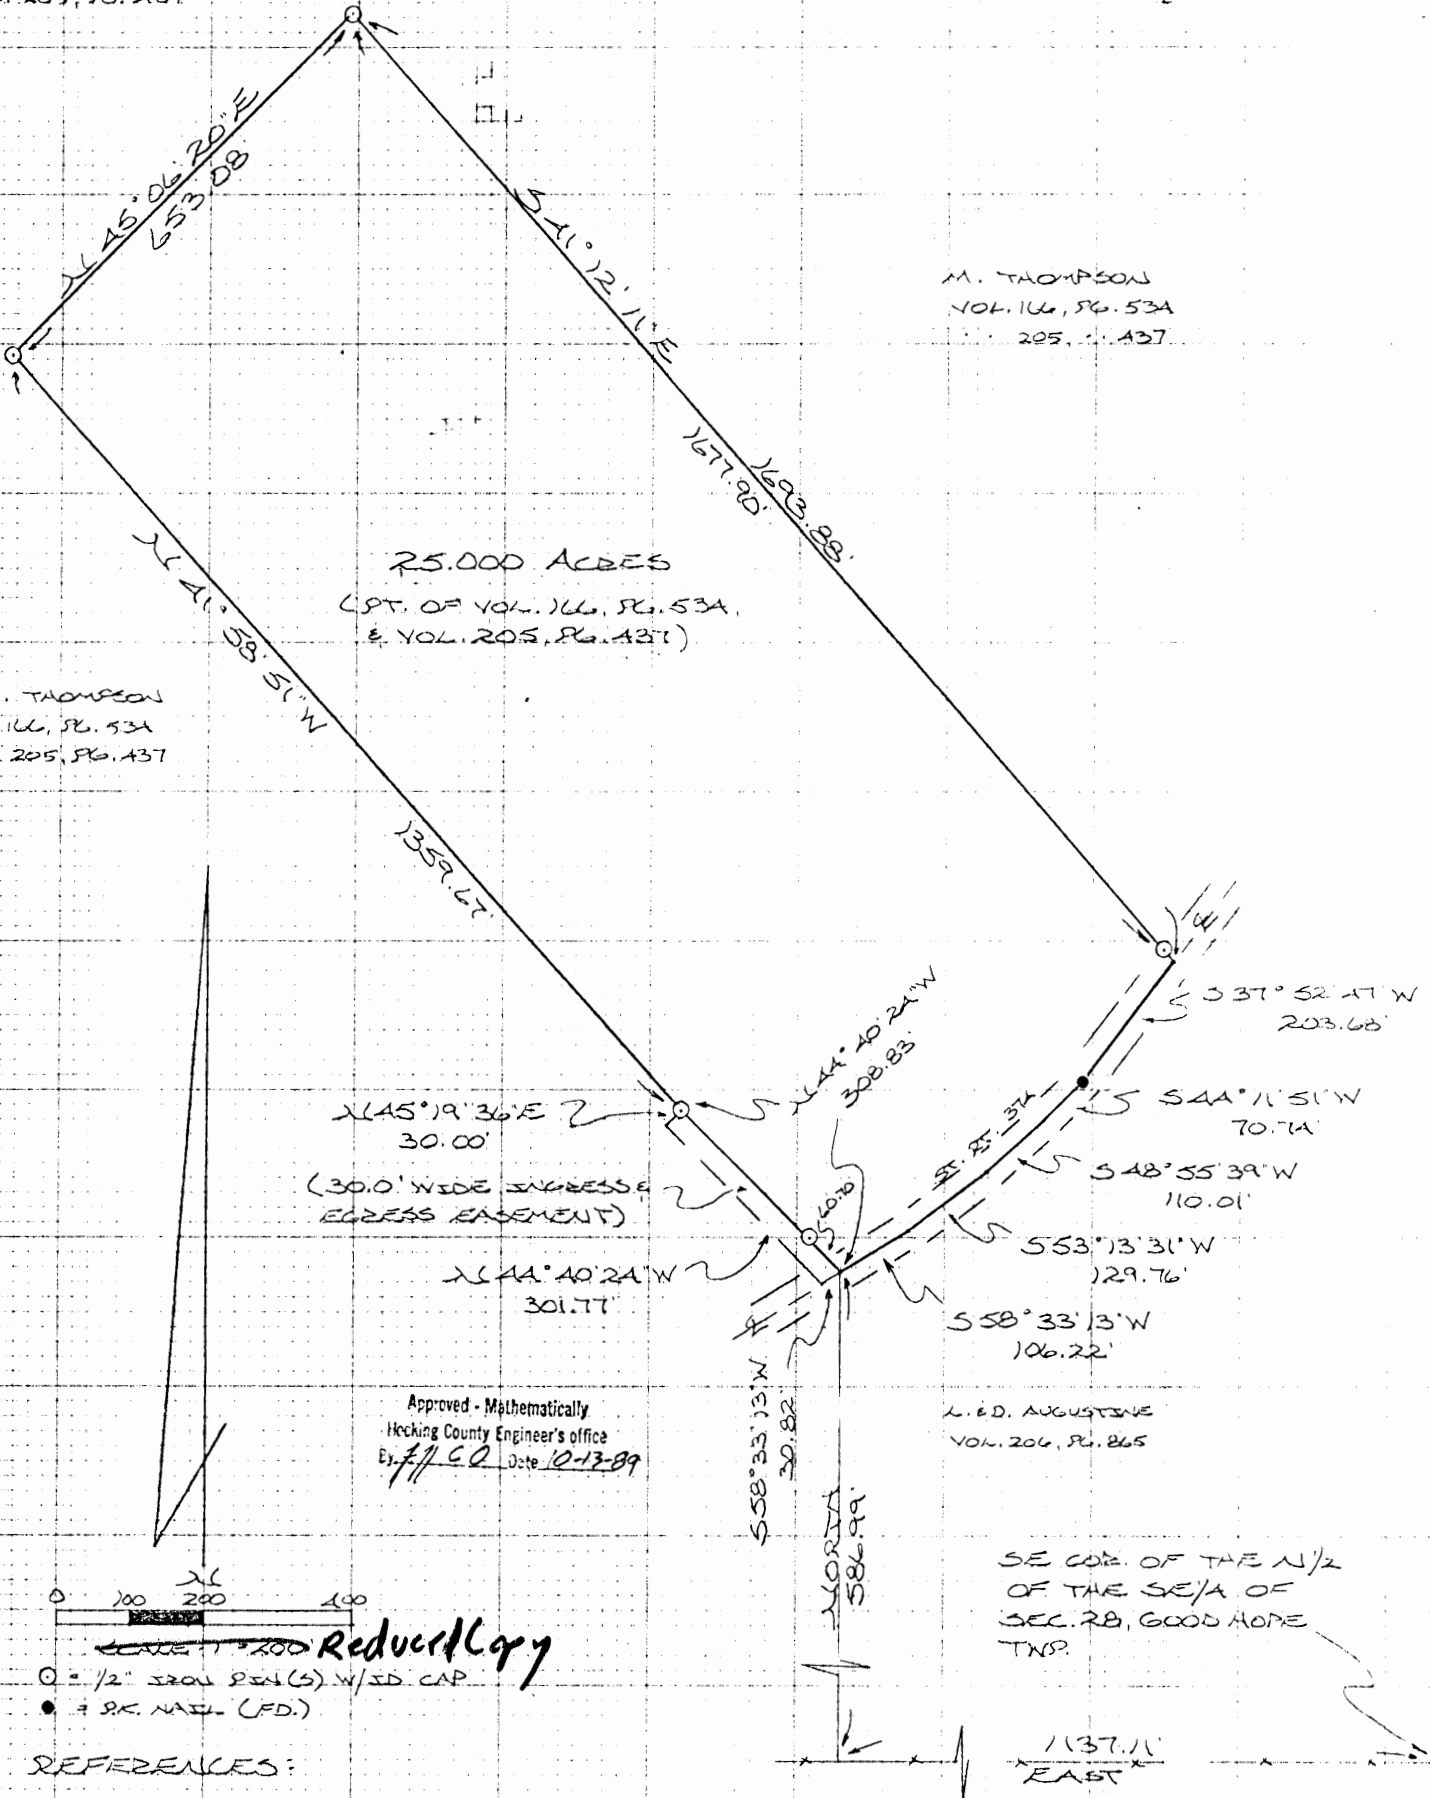 N 45° 06' 20" E
653.08'
S 41° 12' 11" E
1693.88'
1677.90'
M. THOMPSON
VOL. 166, PG. 534
205, 437
25.000 ACRES
(PT. OF VOL. 166, PG. 534,
& VOL. 205, PG. 437)
N 41° 58' 51" W
1359.67'
. THOMPSON
166, PG. 534
205, PG. 437
N 44° 40' 24" W
308.83'
S 37° 52' 47" W
203.68'
N 45° 19' 36" E
30.00'
ST. RT. 374
S 44° 11' 51" W
70.74'
S 48° 55' 39" W
110.01'
(30.0' WIDE INGRESS &
EGRESS EASEMENT)
60.70
S 53° 13' 31" W
129.76'
N 44° 40' 24" W
301.77'
S 58° 33' 13" W
106.22'
S 58° 33' 13" W
30.82'
L. & D. AUGUSTINE
VOL. 206, PG. 865
Approved - Mathematically
Hocking County Engineer's office
By Date 10-13-89
NORTH
586.99'
SE COR. OF THE N 1/2
OF THE SE 1/4 OF
SEC. 28, GOOD HOPE
TWP.
N
0 100 200 400
SCALE 1" = 200'
Reduced Copy
= 1/2" IRON PIN(S) W/ID CAP
= P.K. NAIL (FD.)
REFERENCES:
1137.11'
EAST